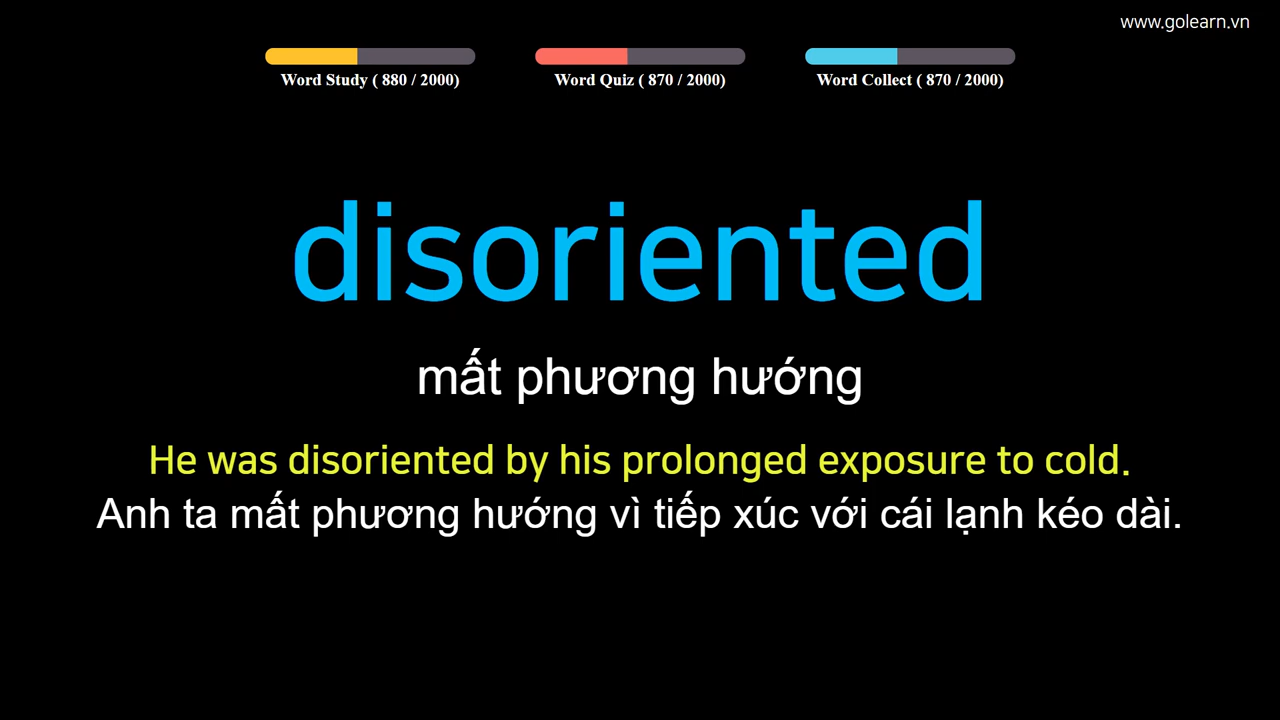 www.golearn.vn
Word Study ( 880 / 2000) Word Quiz ( 870 / 2000) Word Collect ( 870 / 2000)
disoriented
mất phương hướng
He was disoriented by his prolonged exposure to cold.
Anh ta mất phương hướng vì tiếp xúc với cái lạnh kéo dài.